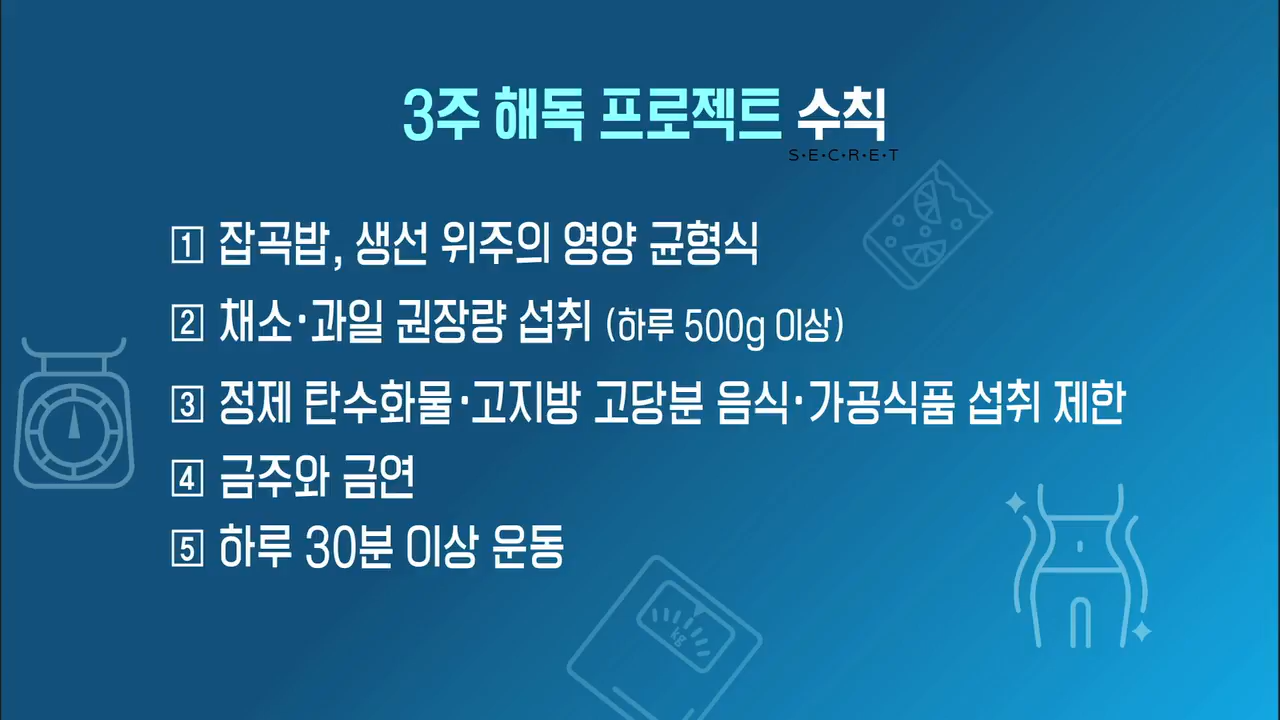 3주 해독 프로젝트 수칙
S·E·C·R·E·T
1 잡곡밥, 생선 위주의 영양 균형식
2 채소·과일 권장량 섭취 (하루 500g 이상)
3 정제 탄수화물·고지방 고당분 음식·가공식품 섭취 제한
4 금주와 금연
5 하루 30분 이상 운동
kg